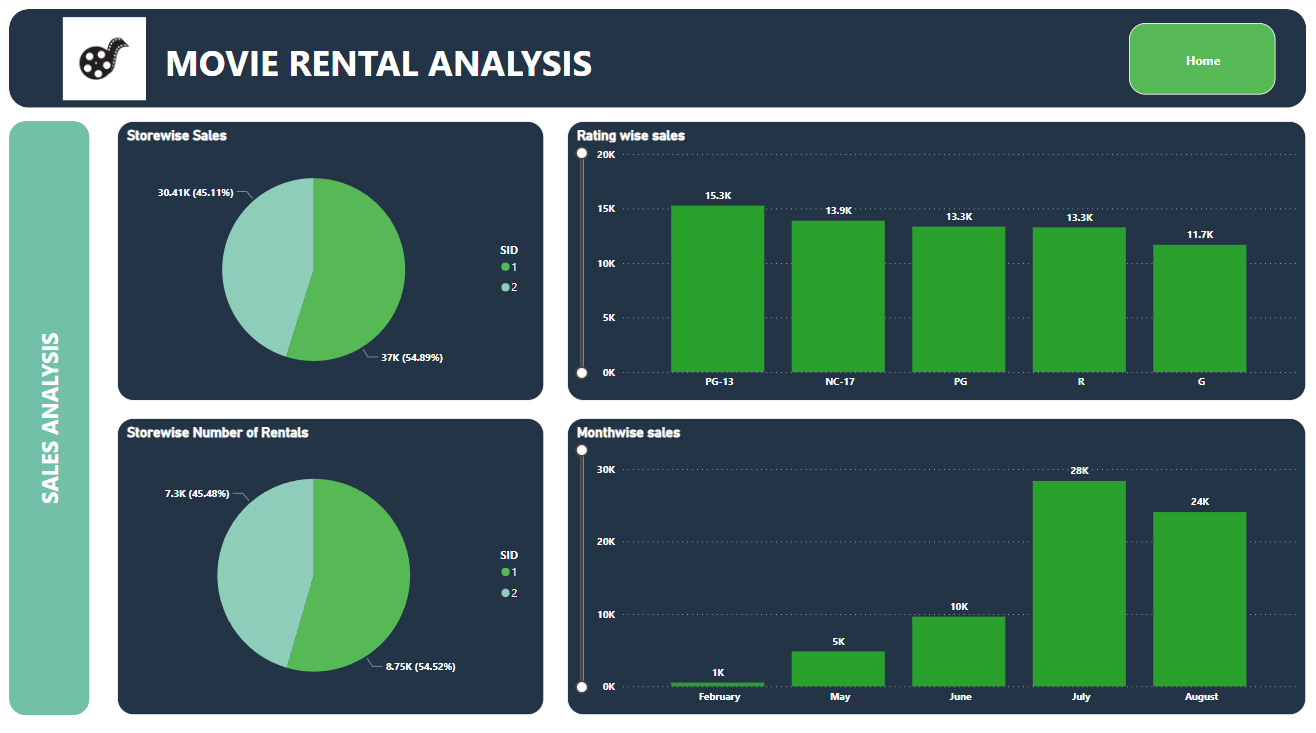 MOVIE RENTAL ANALYSIS
Home
SALES ANALYSIS
Storewise Sales
30.41K (45.11%)
37K (54.89%)
SID
1
2
Rating wise sales
20K
15K
10K
5K
0K
15.3K
13.9K
13.3K
13.3K
11.7K
PG-13 NC-17 PG R G
Storewise Number of Rentals
7.3K (45.48%)
8.75K (54.52%)
SID
1
2
Monthwise sales
30K
20K
10K
0K
1K
5K
10K
28K
24K
February May June July August